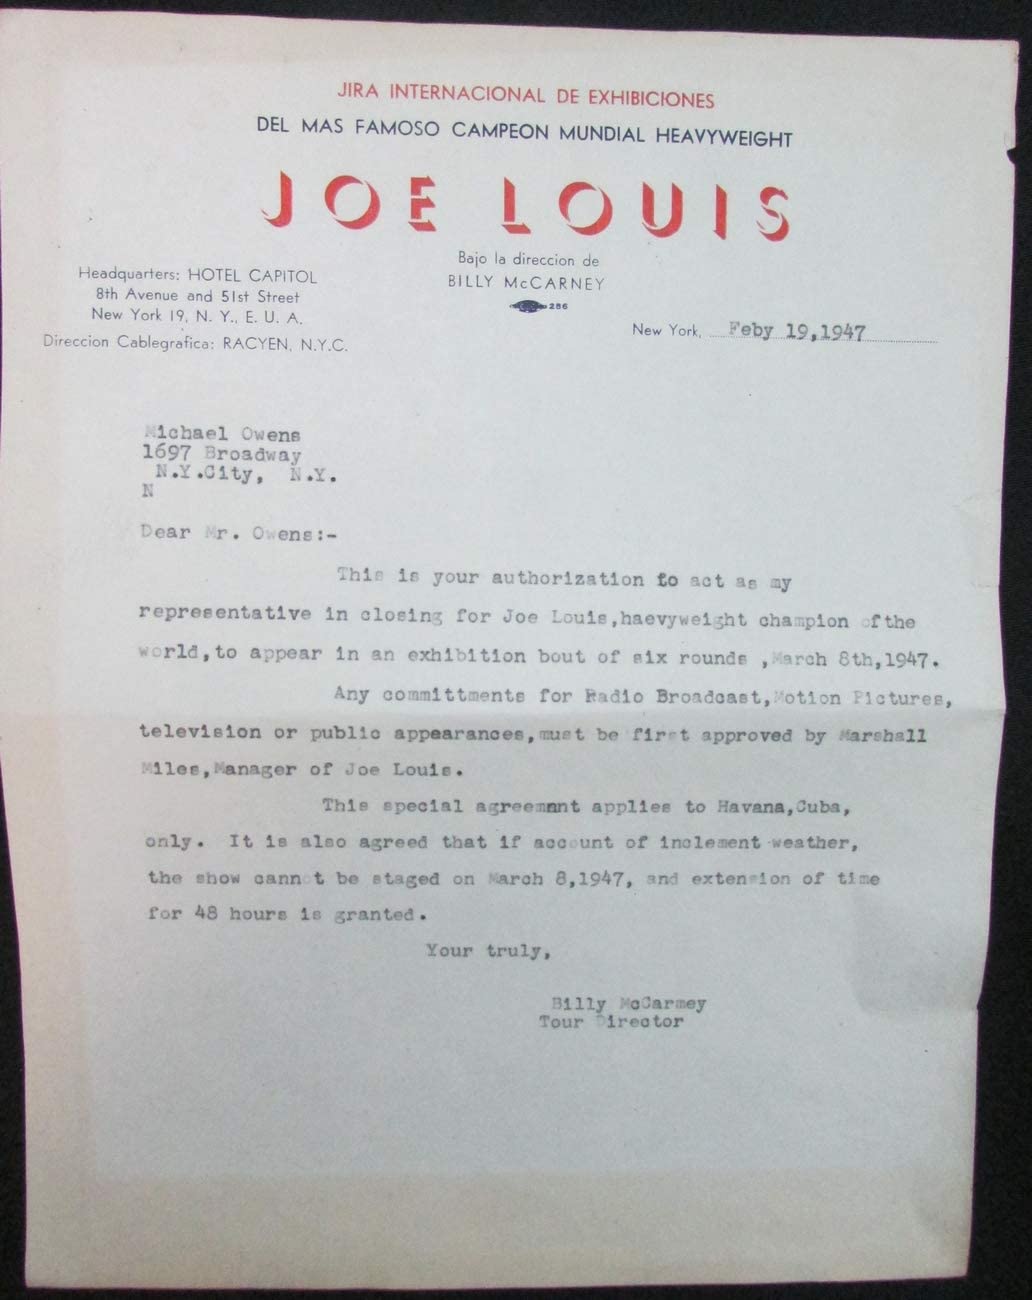 JIRA INTERNACIONAL DE EXHIBICIONES
DEL MAS FAMOSO CAMPEON MUNDIAL HEAVYWEIGHT
JOE LOUIS
Bajo la direccion de
BILLY McCARNEY
286
Headquarters: HOTEL CAPITOL
8th Avenue and 51st Street
New York 19, N. Y., E. U. A.
Direccion Cablegrafica: RACYEN, N.Y.C.
New York, Feby 19,1947
Michael Owens
1697 Broadway
N.Y.City, N.Y.
N
Dear Mr. Owens:-
This is your authorization to act as my
representative in closing for Joe Louis,haevyweight champion ofthe
world,to appear in an exhibition bout of six rounds ,March 8th,1947.
Any committments for Radio Broadcast,Motion Pictures,
television or public appearances,must be first approved by Marshall
Miles,Manager of Joe Louis.
This special agreemnnt applies to Havana,Cuba,
only. It is also agreed that if account of inclement weather,
the show cannot be staged on March 8,1947, and extension of time
for 48 hours is granted.
Your truly,
Billy McCarmey
Tour Director